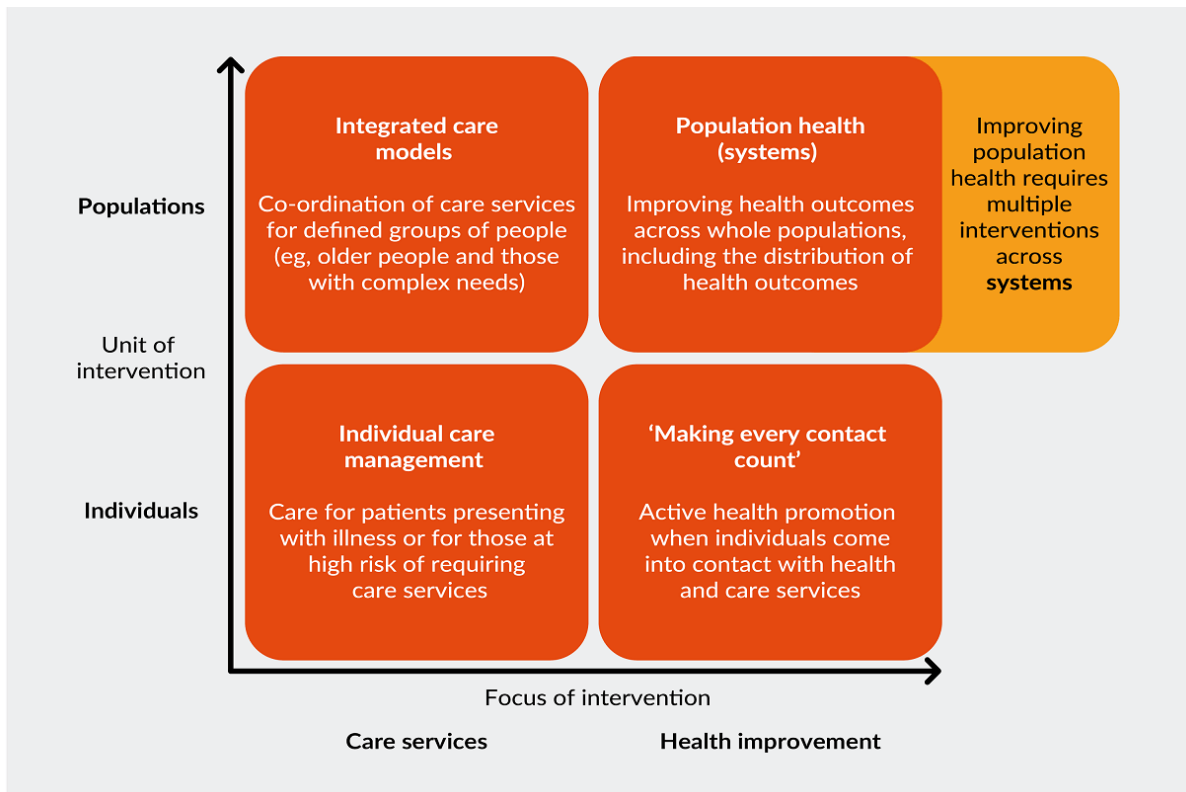 Integrated care
models
Co-ordination of care services
for defined groups of people
(eg, older people and those
with complex needs)
Population health
(systems)
Improving health outcomes
across whole populations,
including the distribution of
health outcomes
Improving
population
health requires
multiple
interventions
across
systems
Populations
Unit of
intervention
Individuals
Individual care
management
Care for patients presenting
with illness or for those at
high risk of requiring
care services
‘Making every contact
count’
Active health promotion
when individuals come
into contact with health
and care services
Focus of intervention
Care services
Health improvement